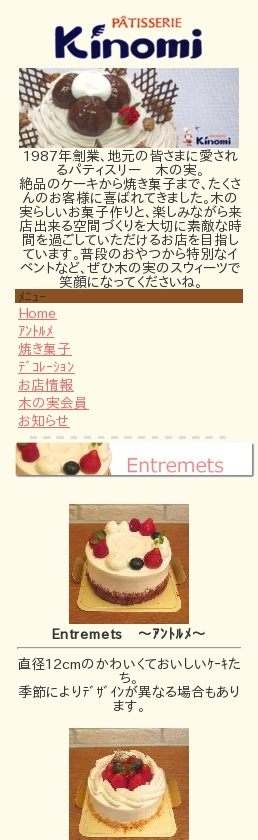 PÂTISSERIE
Kinomi
Kinomi
1987年創業、地元の皆さまに愛され
るパティスリー　木の実。
絶品のケーキから焼き菓子まで、たくさ
んのお客様に喜ばれてきました。木の
実らしいお菓子作りと、楽しみながら来
店出来る空間づくりを大切に素敵な時
間を過ごしていただけるお店を目指し
ています。普段のおやつから特別なイ
ベントなど、ぜひ木の実のスウィーツで
笑顔になってくださいね。
ﾒﾆｭｰ
Home
ｱﾝﾄﾙﾒ
焼き菓子
ﾃﾞｺﾚｰｼｮﾝ
お店情報
木の実会員
お知らせ
Entremets
Entremets　～ｱﾝﾄﾙﾒ～
直径12cmのかわいくておいしいｹｰｷた
ち。
季節によりﾃﾞｻﾞｲﾝが異なる場合もあり
ます。